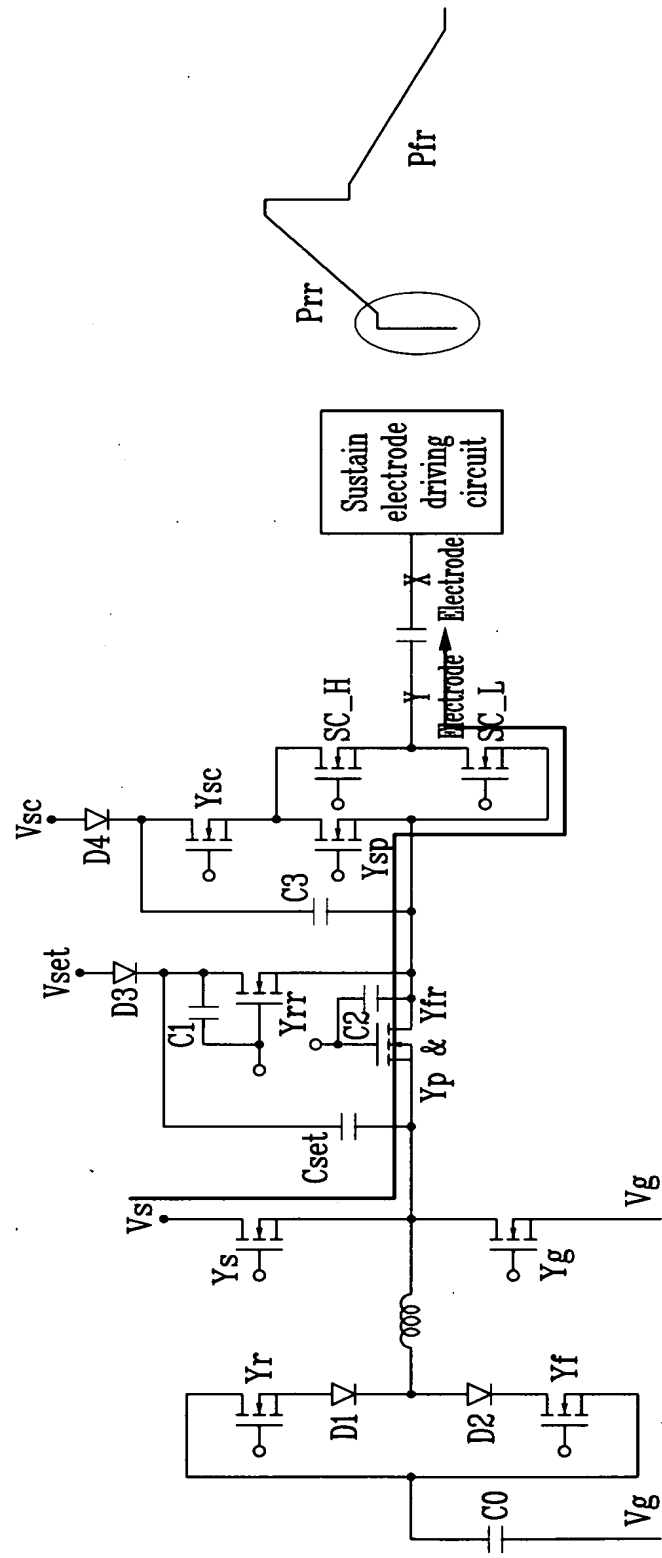 Vg
C0
Yr
D1
D2
Yf
Vs
Ys
Yg
Vg
Cset
Vset
D3
C1
Yrr
C2
Yp & Yfr
Vsc
D4
C3
Ysc
Ysp
SC_H
SC_L
Y
Electrode
X
Electrode
Sustain
electrode
driving
circuit
Prr
Pfr